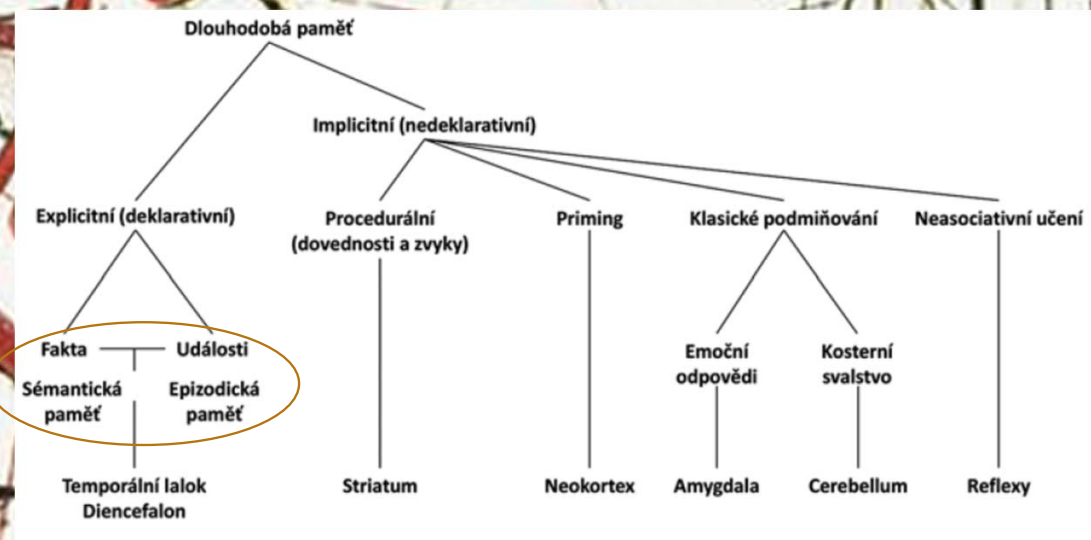 Dlouhodobá paměť
Implicitní (nedeklarativní)
Explicitní (deklarativní)
Procedurální
(dovednosti a zvyky)
Priming
Klasické podmiňování
Neasociativní učení
Fakta
Události
Sémantická
paměť
Epizodická
paměť
Emoční
odpovědi
Kosterní
svalstvo
Temporální lalok
Diencefalon
Striatum
Neokortex
Amygdala
Cerebellum
Reflexy